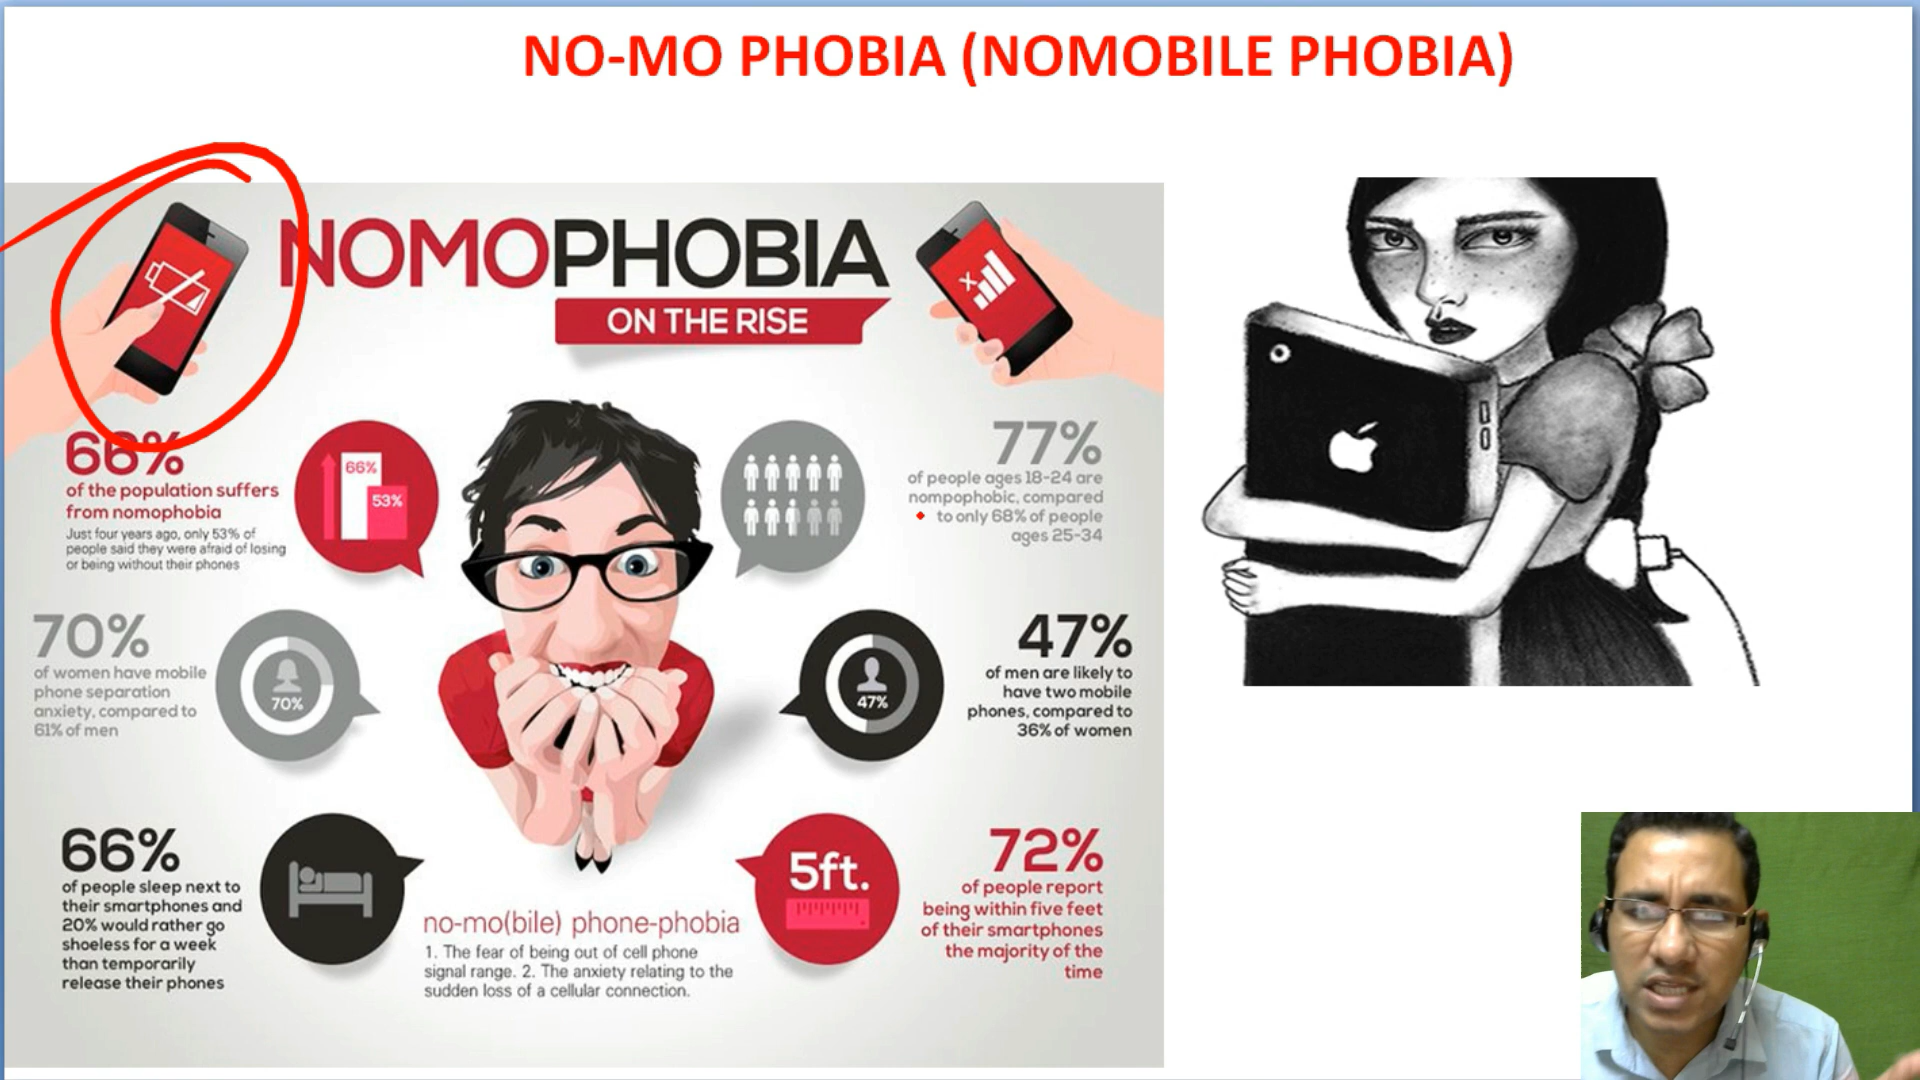 NO-MO PHOBIA (NOMOBILE PHOBIA)
NOMOPHOBIA
ON THE RISE
66%
of the population suffers
from nomophobia
Just four years ago, only 53% of
people said they were afraid of losing
or being without their phones
66%
53%
77%
of people ages 18-24 are
nompophobic, compared
to only 68% of people
ages 25-34
70%
of women have mobile
phone separation
anxiety, compared to
61% of men
70%
47%
47%
of men are likely to
have two mobile
phones, compared to
36% of women
66%
of people sleep next to
their smartphones and
20% would rather go
shoeless for a week
than temporarily
release their phones
no-mo(bile) phone-phobia
1. The fear of being out of cell phone
signal range. 2. The anxiety relating to the
sudden loss of a cellular connection.
5ft.
72%
of people report
being within five feet
of their smartphones
the majority of the
time